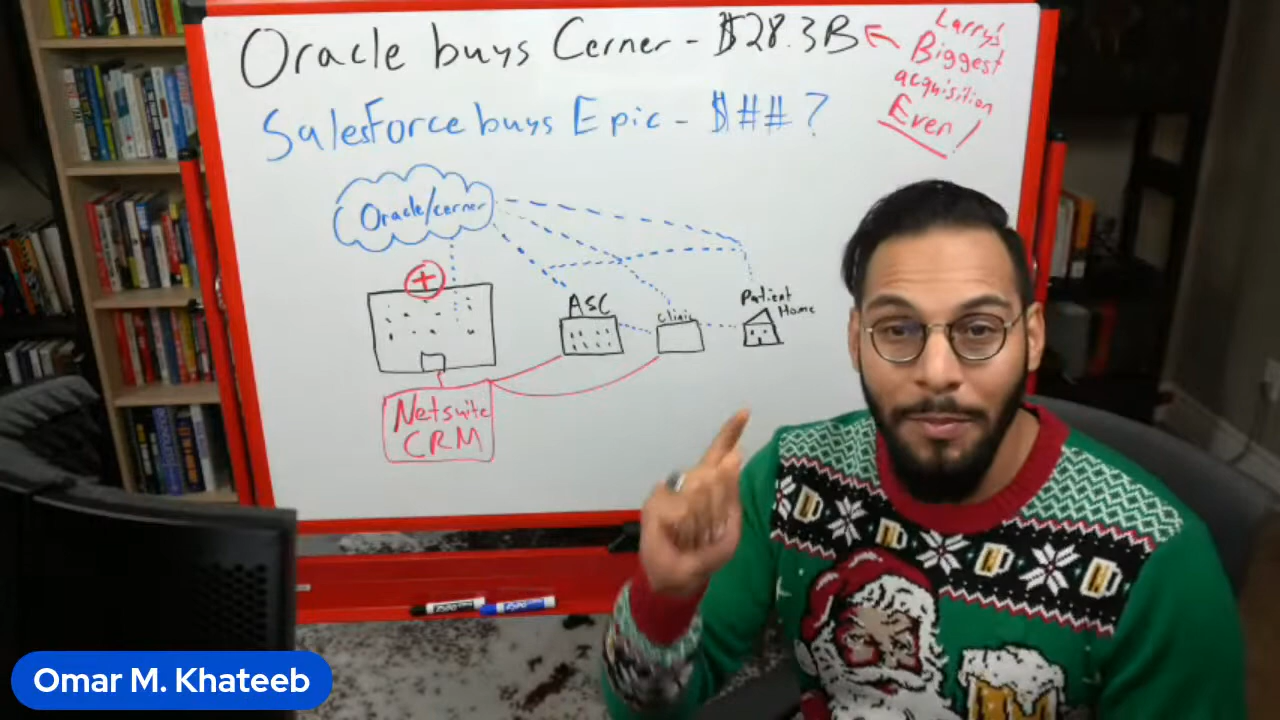 Oracle buys Cerner - $28.3B
Larry's
Biggest
acquisition
Ever!
Salesforce buys Epic - $##?
Oracle/cerner
ASC
clinic
Patient
Home
Netsuite
CRM
Omar M. Khateeb